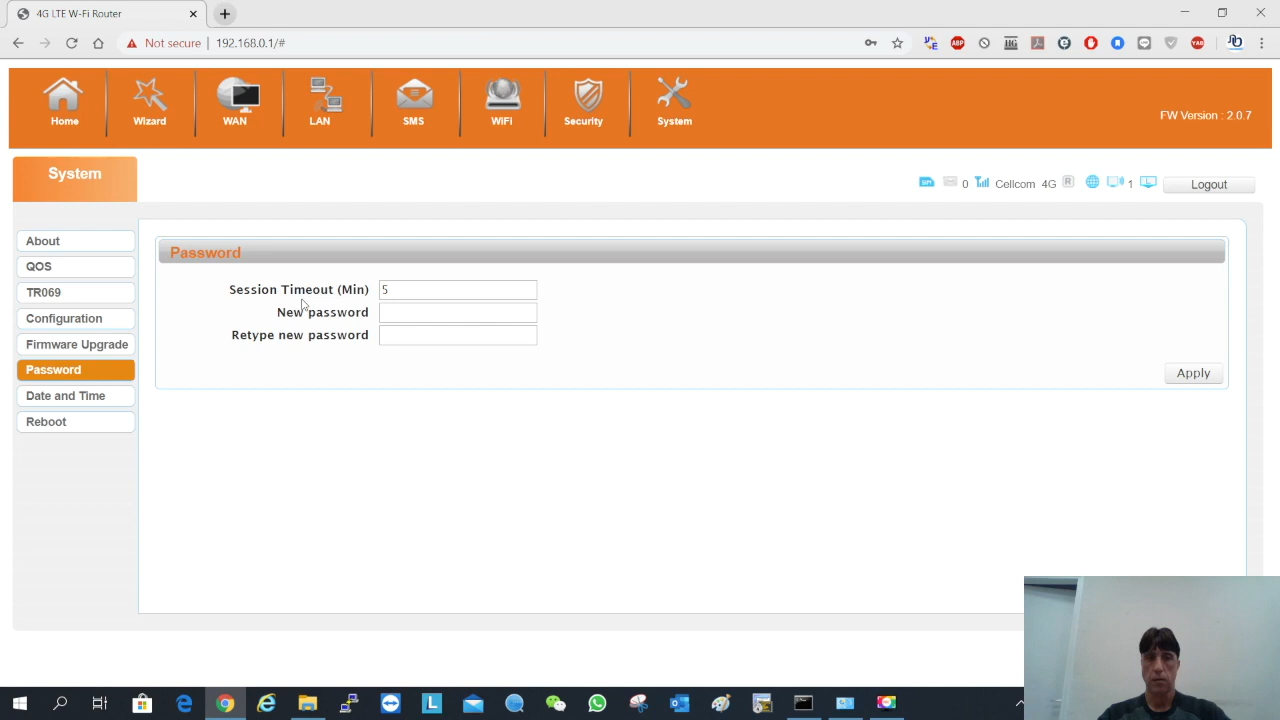 4G LTE W-Fi Router
Not secure
192.168.0.1/#
Home
Wizard
WAN
LAN
SMS
WiFi
Security
System
FW Version : 2.0.7
System
0
Cellcom
4G
R
1
Logout
About
QOS
TR069
Configuration
Firmware Upgrade
Password
Date and Time
Reboot
Password
Session Timeout (Min)
5
New password
Retype new password
Apply